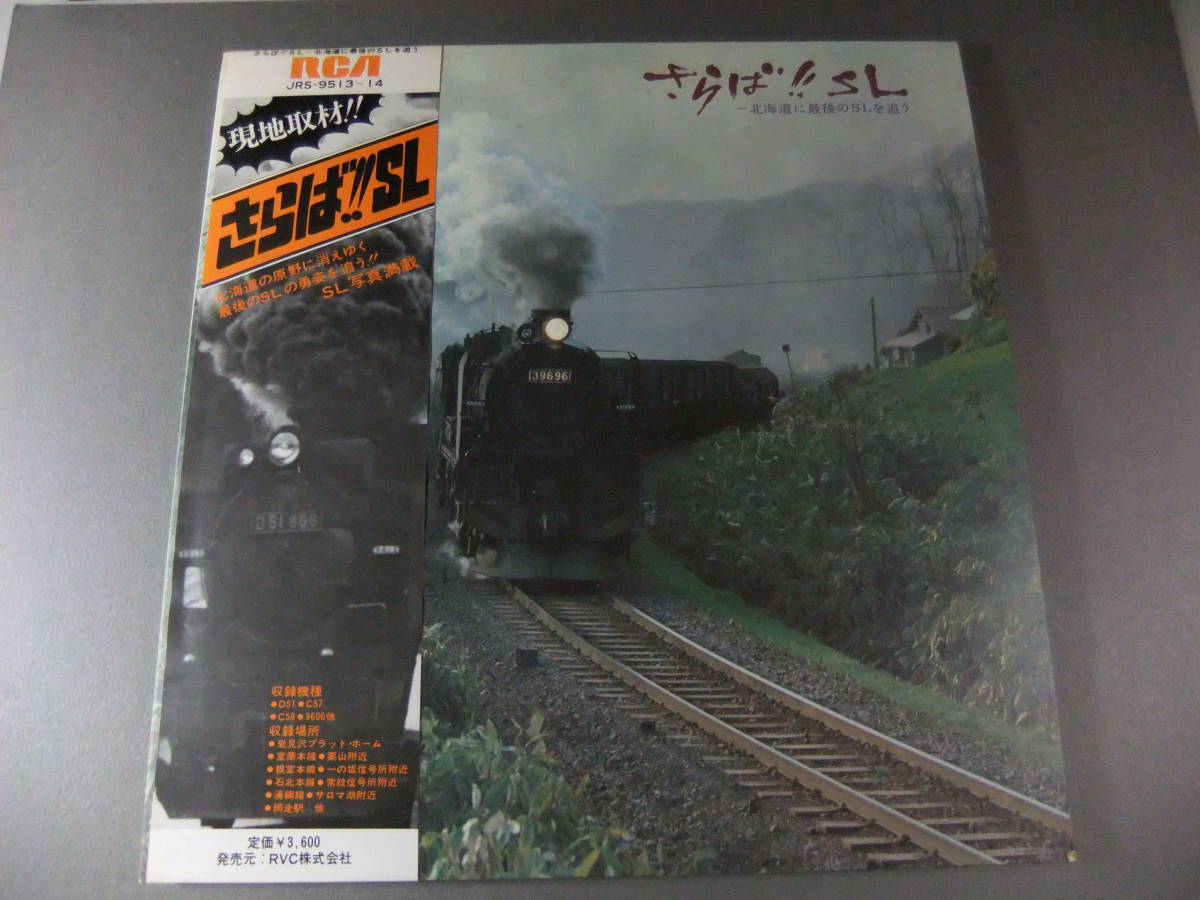 さらば!!SL~北海道に最後のSLを追う
RCA
JRS-9513~14
現地取材!!
さらば!!SL
北海道の原野に消えゆく
最後のSLの勇姿を追う!!
SL写真満載
D51 666
収録機種
●D51●C57
●C58●9600他
収録場所
●岩見沢プラット・ホーム
●室蘭本線●栗山附近
●根室本線●一の坂信号所附近
●石北本線●常紋信号所附近
●湧網線●サロマ湖附近
●網走駅 他
定価¥3,600
発売元:RVC株式会社
さらば!! SL
~北海道に最後のSLを追う
39696